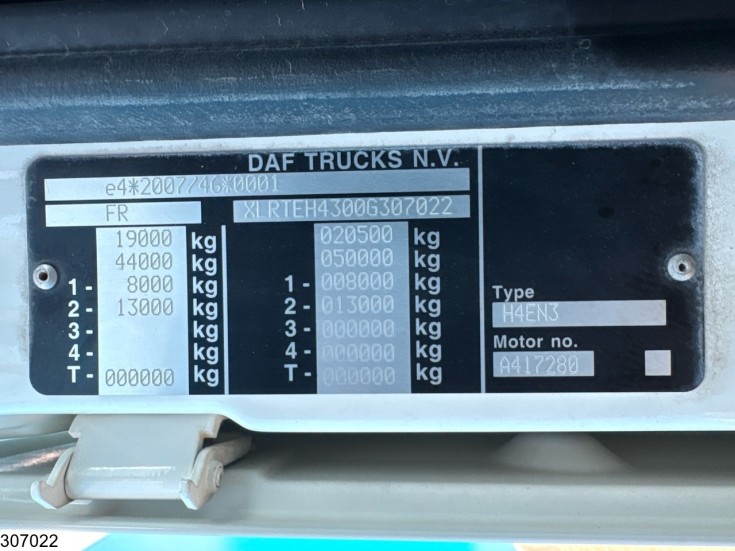 DAF TRUCKS N.V.
e4*2007/46*0001
FR XLRTEH4300G307022
19000 kg 020500 kg
44000 kg 050000 kg
1- 8000 kg 1- 008000 kg
2- 13000 kg 2- 013000 kg
3- kg 3- 000000 kg
4- kg 4- 000000 kg
T- 000000 kg T- 000000 kg
Type
H4EN3
Motor no.
A417280
307022